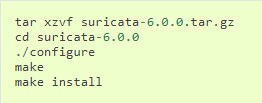 tar xzvf suricata-6.0.0.tar.gz
cd suricata-6.0.0
./configure
make
make install